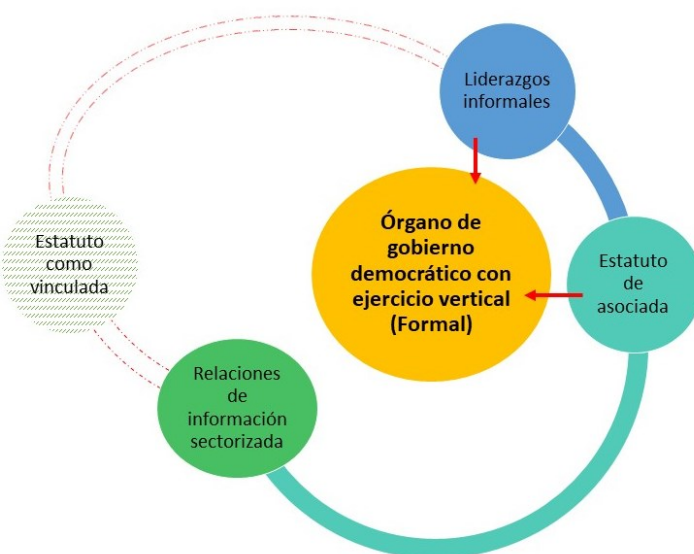 Liderazgos
informales
Órgano de
gobierno
democrático con
ejercicio vertical
(Formal)
Estatuto
de
asociada
Estatuto
como
vinculada
Relaciones
de
información
sectorizada